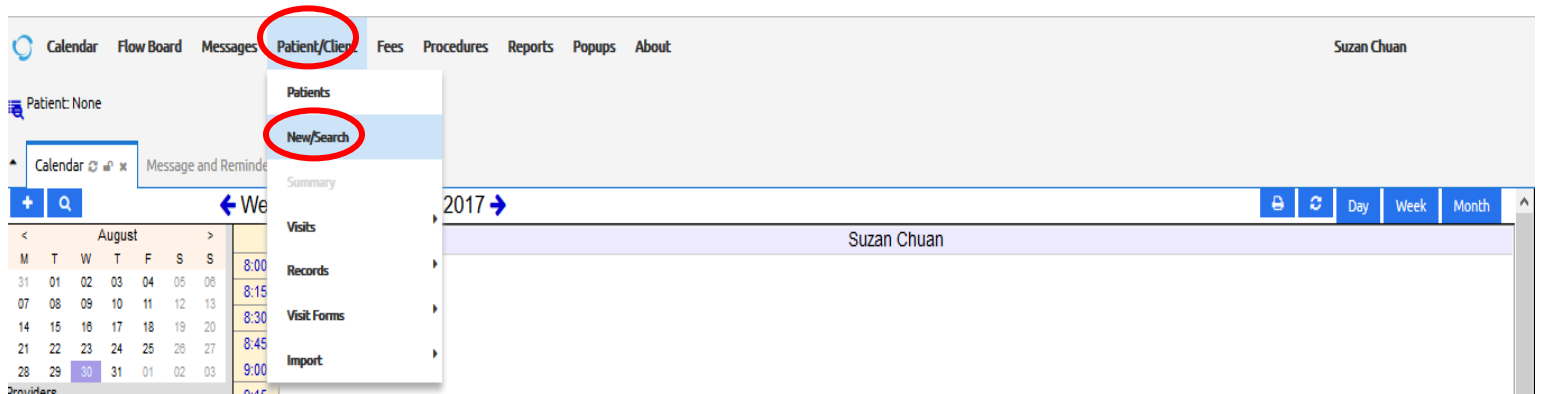 Calendar Flow Board Messages Patient/Client Fees Procedures Reports Popups About Suzan Chuan
Patient: None
Patients
New/Search
Calendar Message and Reminde
Summary
We 2017 Day Week Month
Visits
< August > Suzan Chuan
M T W T F S S
8:00 Records
31 01 02 03 04 05 06
8:15
07 08 09 10 11 12 13
8:30 Visit Forms
14 15 16 17 18 19 20
8:45
21 22 23 24 25 26 27
Import
28 29 30 31 01 02 03 9:00
Providers 9:15